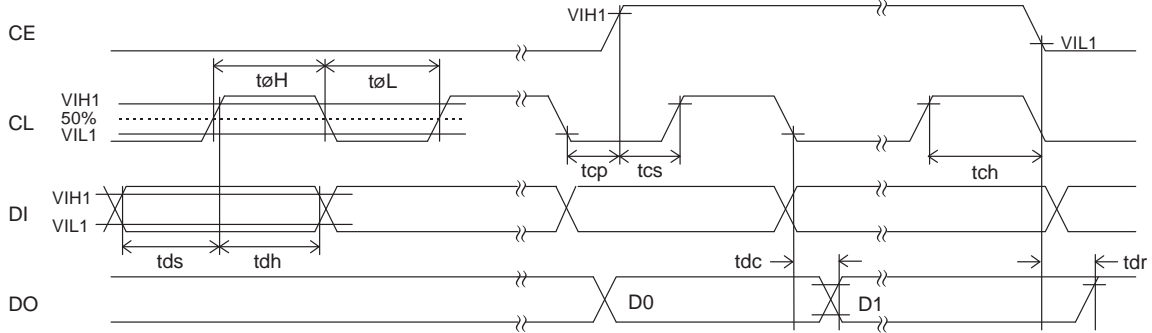 CE
VIH1
VIL1
tøH
tøL
CL
VIH1
50%
VIL1
tcp
tcs
tch
DI
VIH1
VIL1
tds
tdh
tdc
tdr
DO
D0
D1